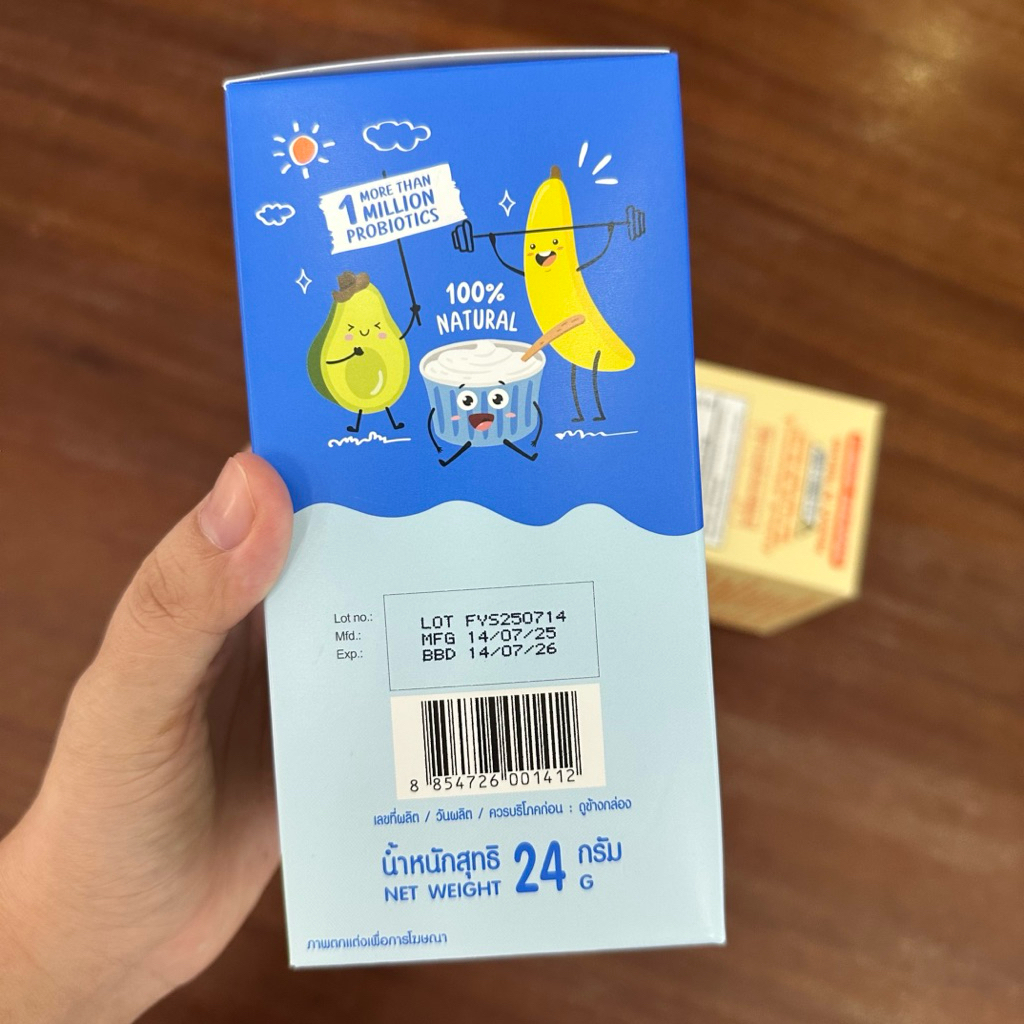 1 MORE THAN
MILLION
PROBIOTICS
100%
NATURAL
Lot no.: LOT FYS250714
Mfd.: MFG 14/07/25
Exp.: BBD 14/07/26
8 854726 001412
เลขที่ผลิต / วันผลิต / ควรบริโภคก่อน : ดูข้างกล่อง
น้ำหนักสุทธิ 24 กรัม
NET WEIGHT G
ภาพตกแต่งเพื่อการโฆษณา